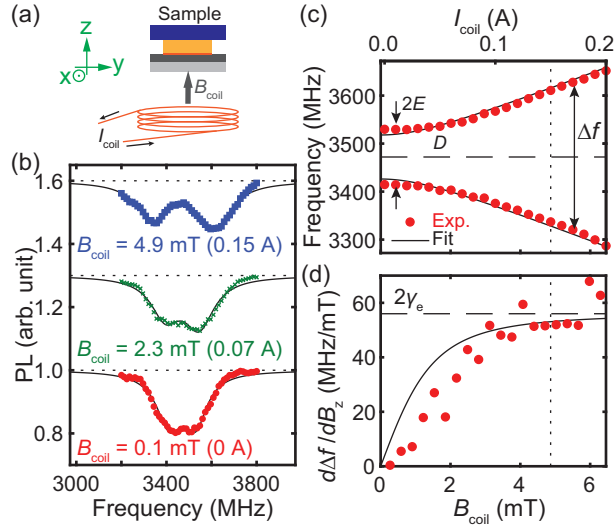 (a)
Sample
z
y
x
B_coil
I_coil
(b)
PL (arb. unit)
1.6
1.4
1.2
1.0
0.8
B_coil = 4.9 mT (0.15 A)
B_coil = 2.3 mT (0.07 A)
B_coil = 0.1 mT (0 A)
3000 3400 3800
Frequency (MHz)
(c)
I_coil (A)
0.0 0.1 0.2
Frequency (MHz)
3600
3500
3400
3300
2E
D
Δf
Exp.
Fit
(d)
dΔf/dB_z (MHz/mT)
60
40
20
0
2γ_e
0 2 4 6
B_coil (mT)